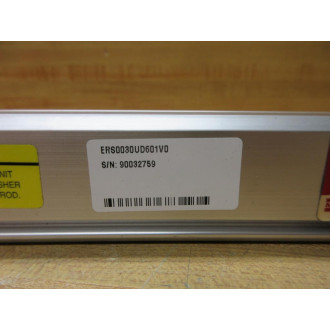 ERS0030UD601V0
S/N: 90032759
NIT
SHER
ROD.